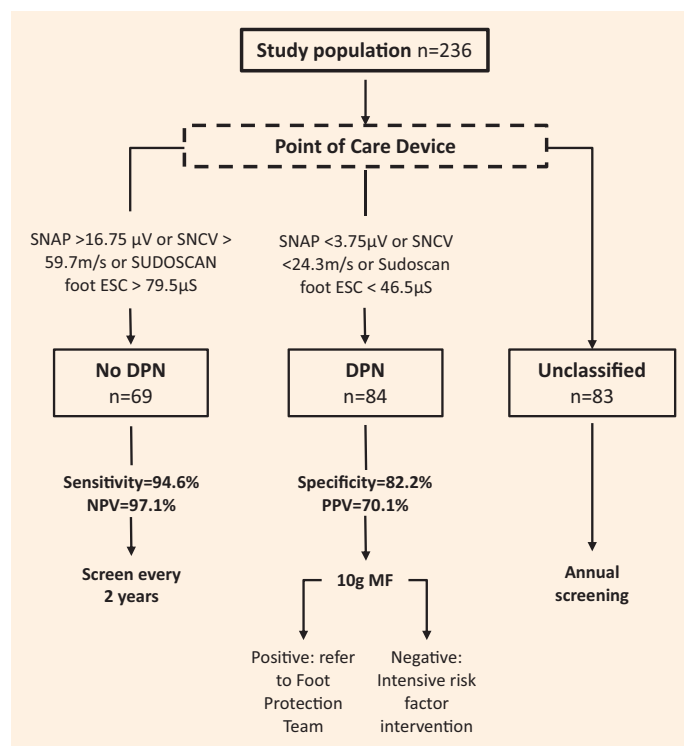 Study population n=236
Point of Care Device
SNAP >16.75 μV or SNCV >
59.7m/s or SUDOSCAN
foot ESC > 79.5μS
SNAP <3.75μV or SNCV
<24.3m/s or Sudoscan
foot ESC < 46.5μS
No DPN
n=69
DPN
n=84
Unclassified
n=83
Sensitivity=94.6%
NPV=97.1%
Specificity=82.2%
PPV=70.1%
Screen every
2 years
10g MF
Annual
screening
Positive: refer
to Foot
Protection
Team
Negative:
Intensive risk
factor
intervention